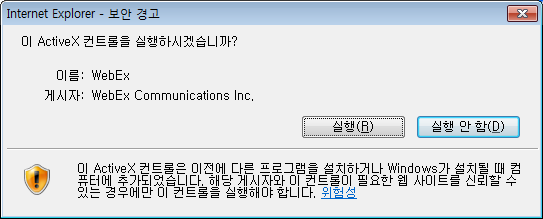 Internet Explorer - 보안 경고
이 ActiveX 컨트롤을 실행하시겠습니까?
이름: WebEx
게시자: WebEx Communications Inc.
실행(R) 실행 안 함(D)
이 ActiveX 컨트롤은 이전에 다른 프로그램을 설치하거나 Windows가 설치될 때 컴
퓨터에 추가되었습니다. 해당 게시자와 이 컨트롤이 필요한 웹 사이트를 신뢰할 수
있는 경우에만 이 컨트롤을 실행해야 합니다. 위험성